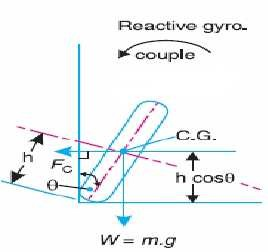 Reactive gyro.
couple
C.G.
h
F_C
θ
h cosθ
W = m.g